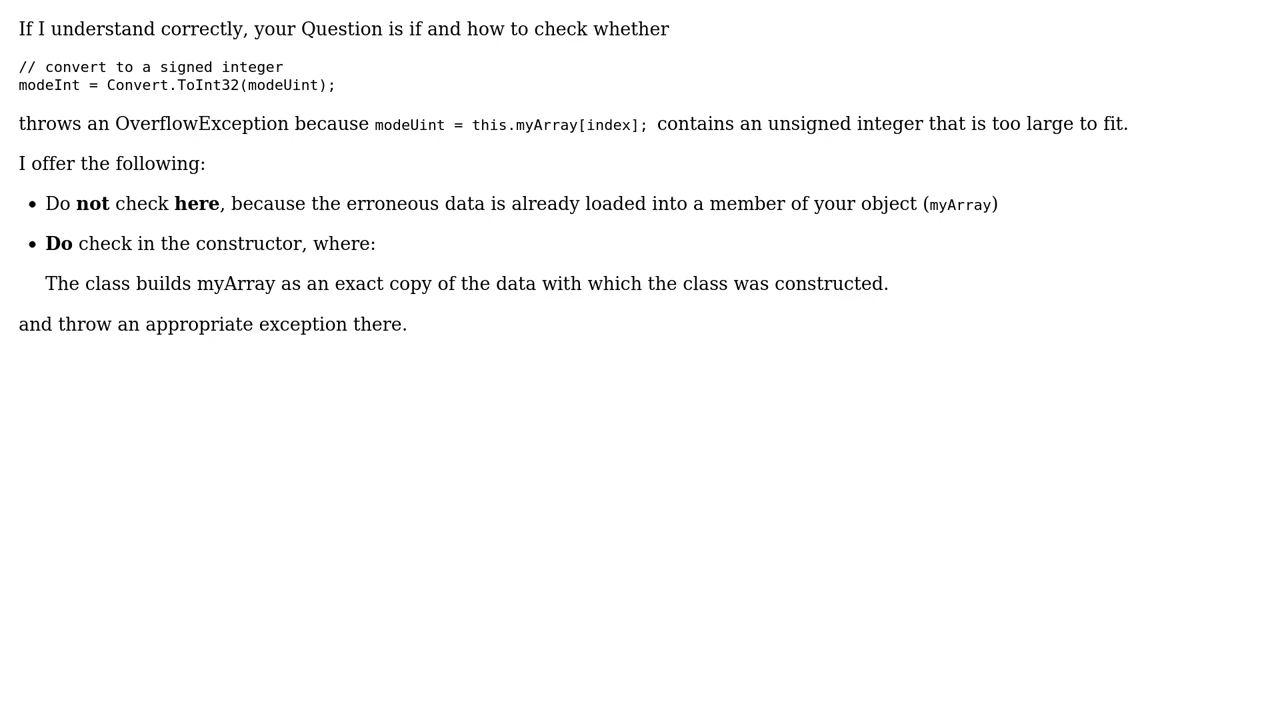 If I understand correctly, your Question is if and how to check whether
// convert to a signed integer
modeInt = Convert.ToInt32(modeUint);
throws an OverflowException because modeUint = this.myArray[index]; contains an unsigned integer that is too large to fit.
I offer the following:
• Do not check here, because the erroneous data is already loaded into a member of your object (myArray)
• Do check in the constructor, where:
The class builds myArray as an exact copy of the data with which the class was constructed.
and throw an appropriate exception there.